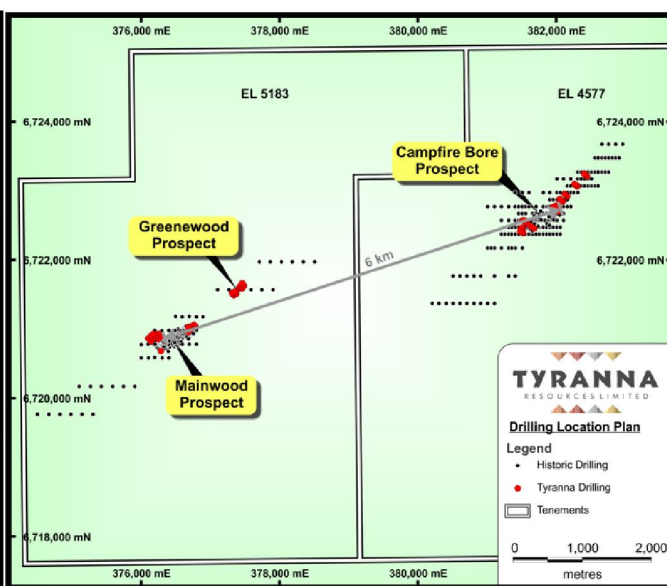 376,000 mE
378,000 mE
380,000 mE
382,000 mE
EL 5183
EL 4577
6,724,000 mN
6,724,000 mN
Campfire Bore
Prospect
Greenewood
Prospect
6,722,000 mN
6,722,000 mN
6 km
6,720,000 mN
Mainwood
Prospect
TYRANNA
RESOURCES LIMITED
Drilling Location Plan
Legend
Historic Drilling
Tyranna Drilling
Tenements
0 1,000 2,000
metres
6,718,000 mN
376,000 mE
378,000 mE
380,000 mE